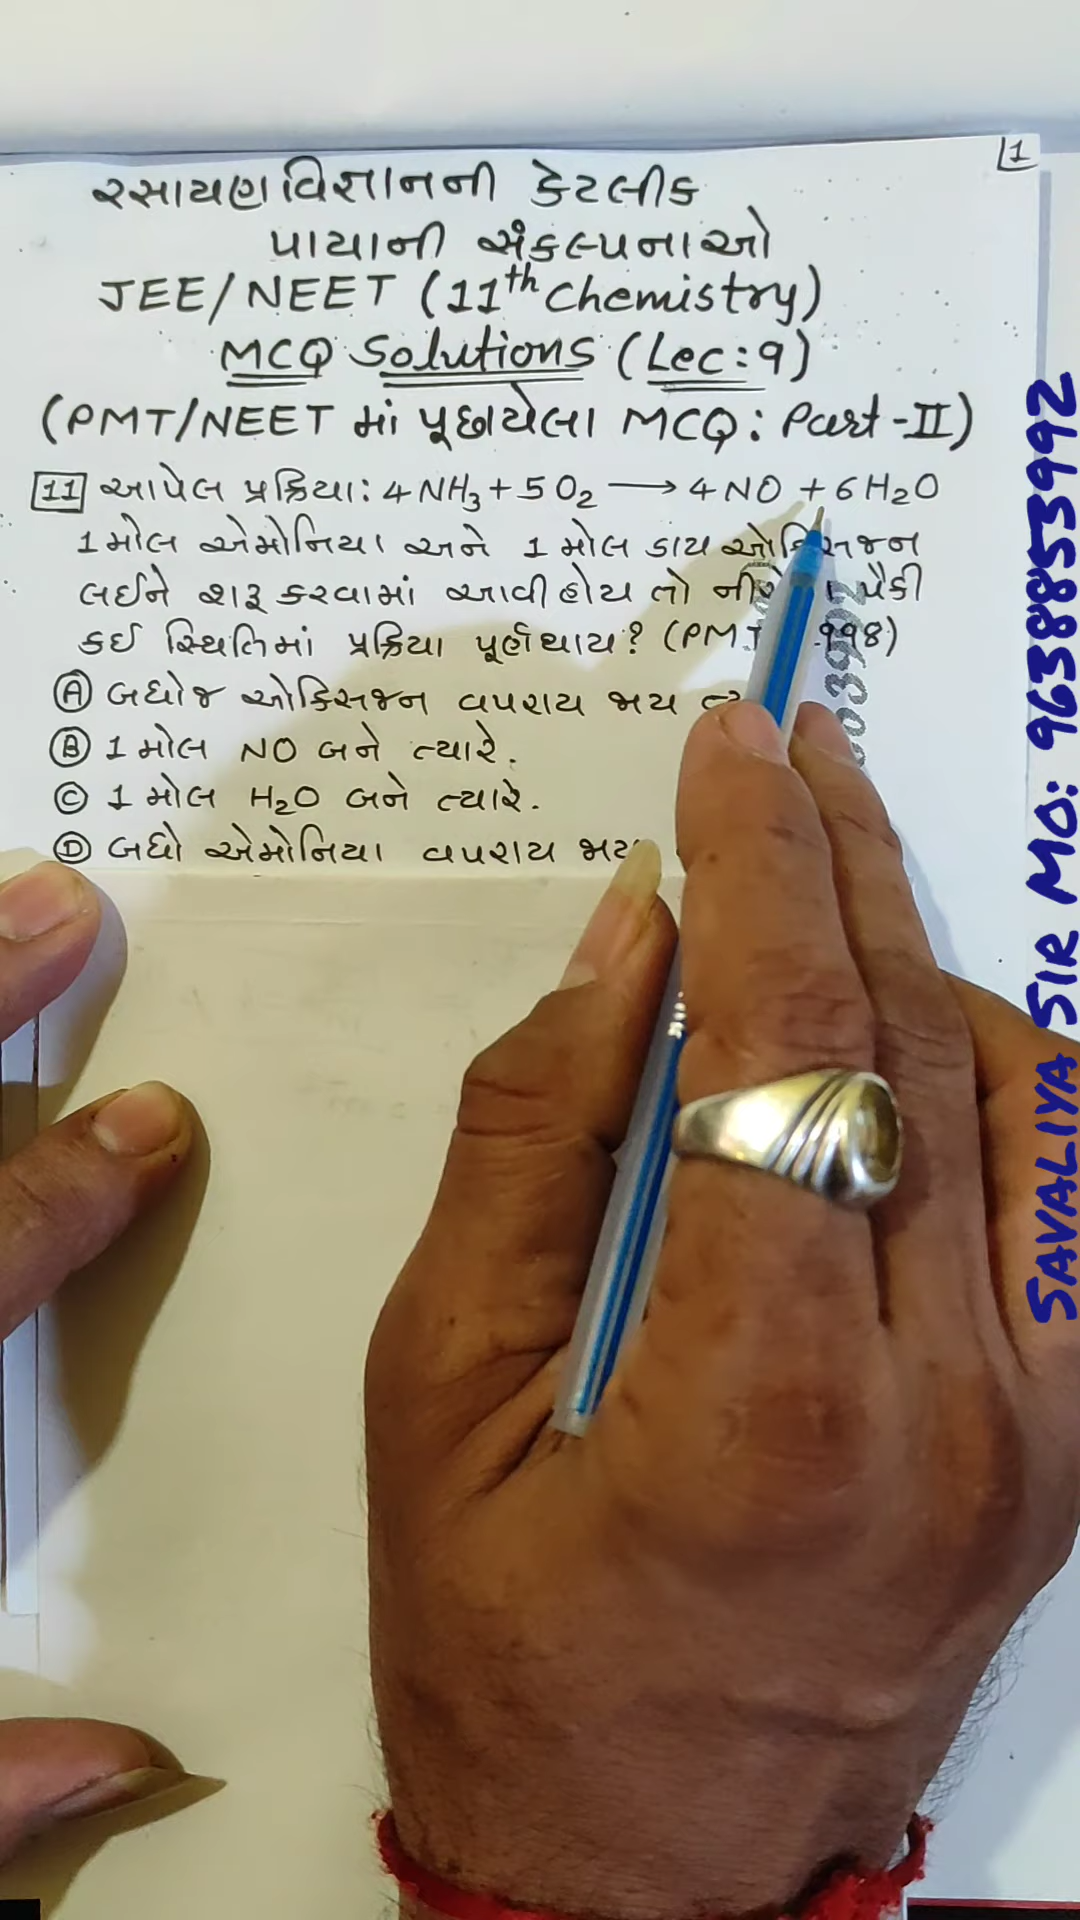 1
રસાયણવિજ્ઞાનની કેટલીક
પાયાની સંકલ્પનાઓ
JEE/NEET (11th Chemistry)
MCQ Solutions (Lec:9)
(PMT/NEET માં પૂછાયેલા MCQ: Part-II)
11 આપેલ પ્રક્રિયા: 4NH₃+5O₂ ⟶ 4NO +6H₂O
1મોલ એમોનિયા અને 1 મોલ ડાય ઓક્સિજન
લઈને શરૂ કરવામાં આવી હોય તો પૈકી
કઈ સ્થિતિમાં પ્રક્રિયા પૂર્ણ થાય? (PMT 1998)
Ⓐ બધોજ ઓક્સિજન વપરાય જાય
Ⓑ 1 મોલ NO બને ત્યારે.
Ⓒ 1 મોલ H₂O બને ત્યારે.
Ⓓ બધો એમોનિયા વપરાય જાય
SAVALIYA SIR MO: 9638853992